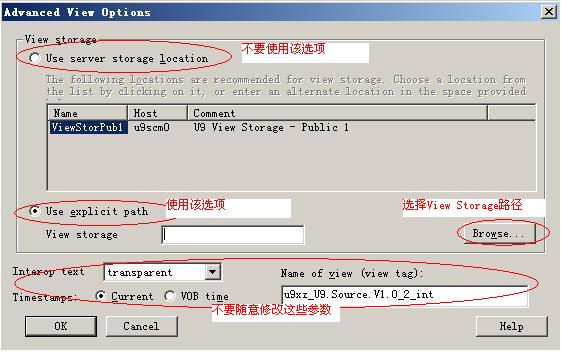 Advanced View Options
View storage
Use server storage location
不要使用该选项
The following locations are recommended for view storage. Choose a location from
the list by clicking on it, or enter an alternate location in the space provided
Name Host Comment
ViewStorPub1 u9scm0 U9 View Storage - Public 1
Use explicit path
使用该选项
选择View Storage路径
View storage
Browse...
Interop text transparent
Name of view (view tag):
Timestamps: Current VOB time
u9xz_U9.Source.V1.0_2_int
不要随意修改这些参数
OK Cancel Help